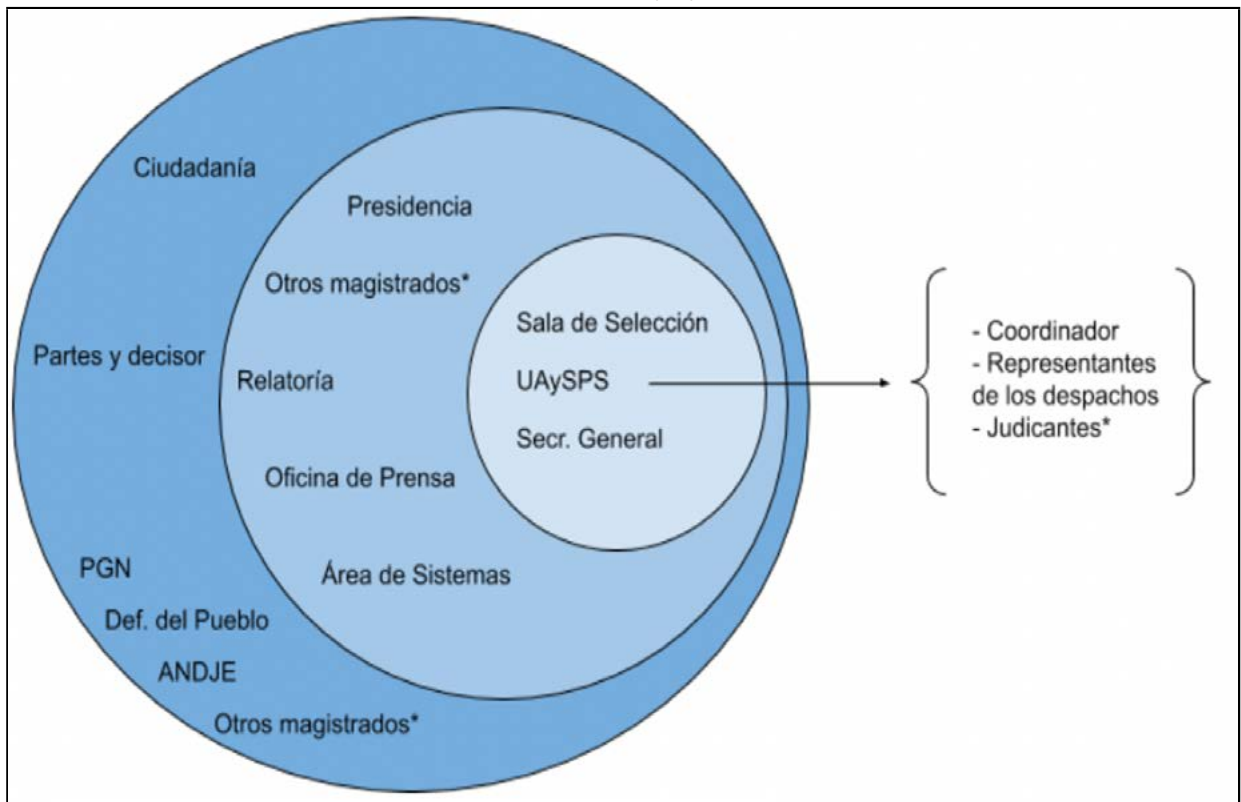 Ciudadanía
Presidencia
Otros magistrados*
Sala de Selección
Partes y decisor
Relatoría
UAySPS
Secr. General
Oficina de Prensa
Área de Sistemas
PGN
Def. del Pueblo
ANDJE
Otros magistrados*
- Coordinador
- Representantes
de los despachos
- Judicantes*